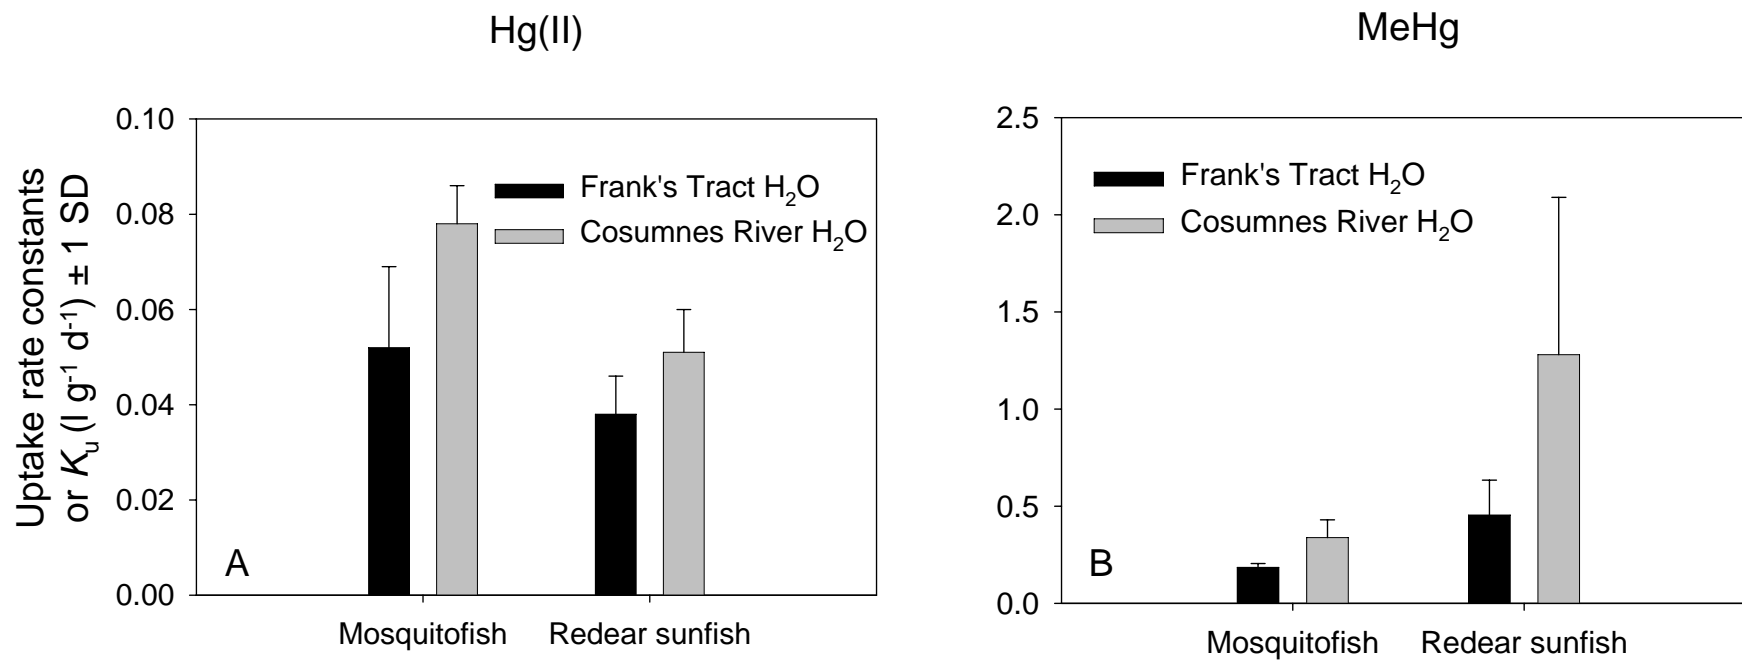 Hg(II)
MeHg
Uptake rate constants
or Ku (l g-1 d-1) ± 1 SD
0.10
0.08
0.06
0.04
0.02
0.00
Frank's Tract H2O
Cosumnes River H2O
A
Mosquitofish
Redear sunfish
2.5
2.0
1.5
1.0
0.5
0.0
Frank's Tract H2O
Cosumnes River H2O
B
Mosquitofish
Redear sunfish